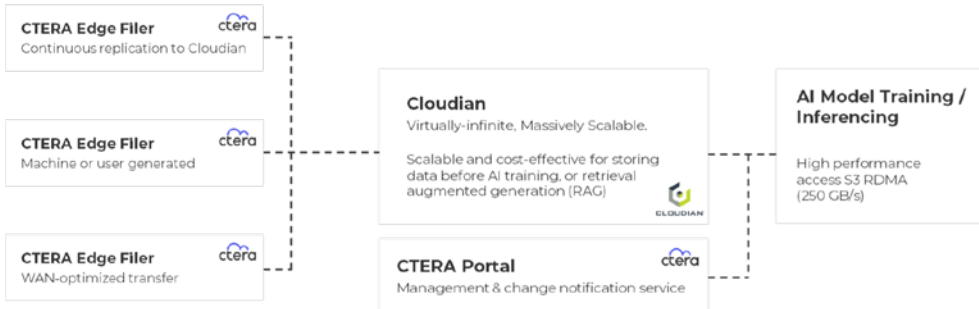 CTERA Edge Filer
ctera
Continuous replication to Cloudian
CTERA Edge Filer
ctera
Machine or user generated
CTERA Edge Filer
ctera
WAN-optimized transfer
Cloudian
Virtually-infinite, Massively Scalable.
Scalable and cost-effective for storing
data before AI training, or retrieval
augmented generation (RAG)
CLOUDIAN
CTERA Portal
ctera
Management & change notification service
AI Model Training /
Inferencing
High performance
access S3 RDMA
(250 GB/s)